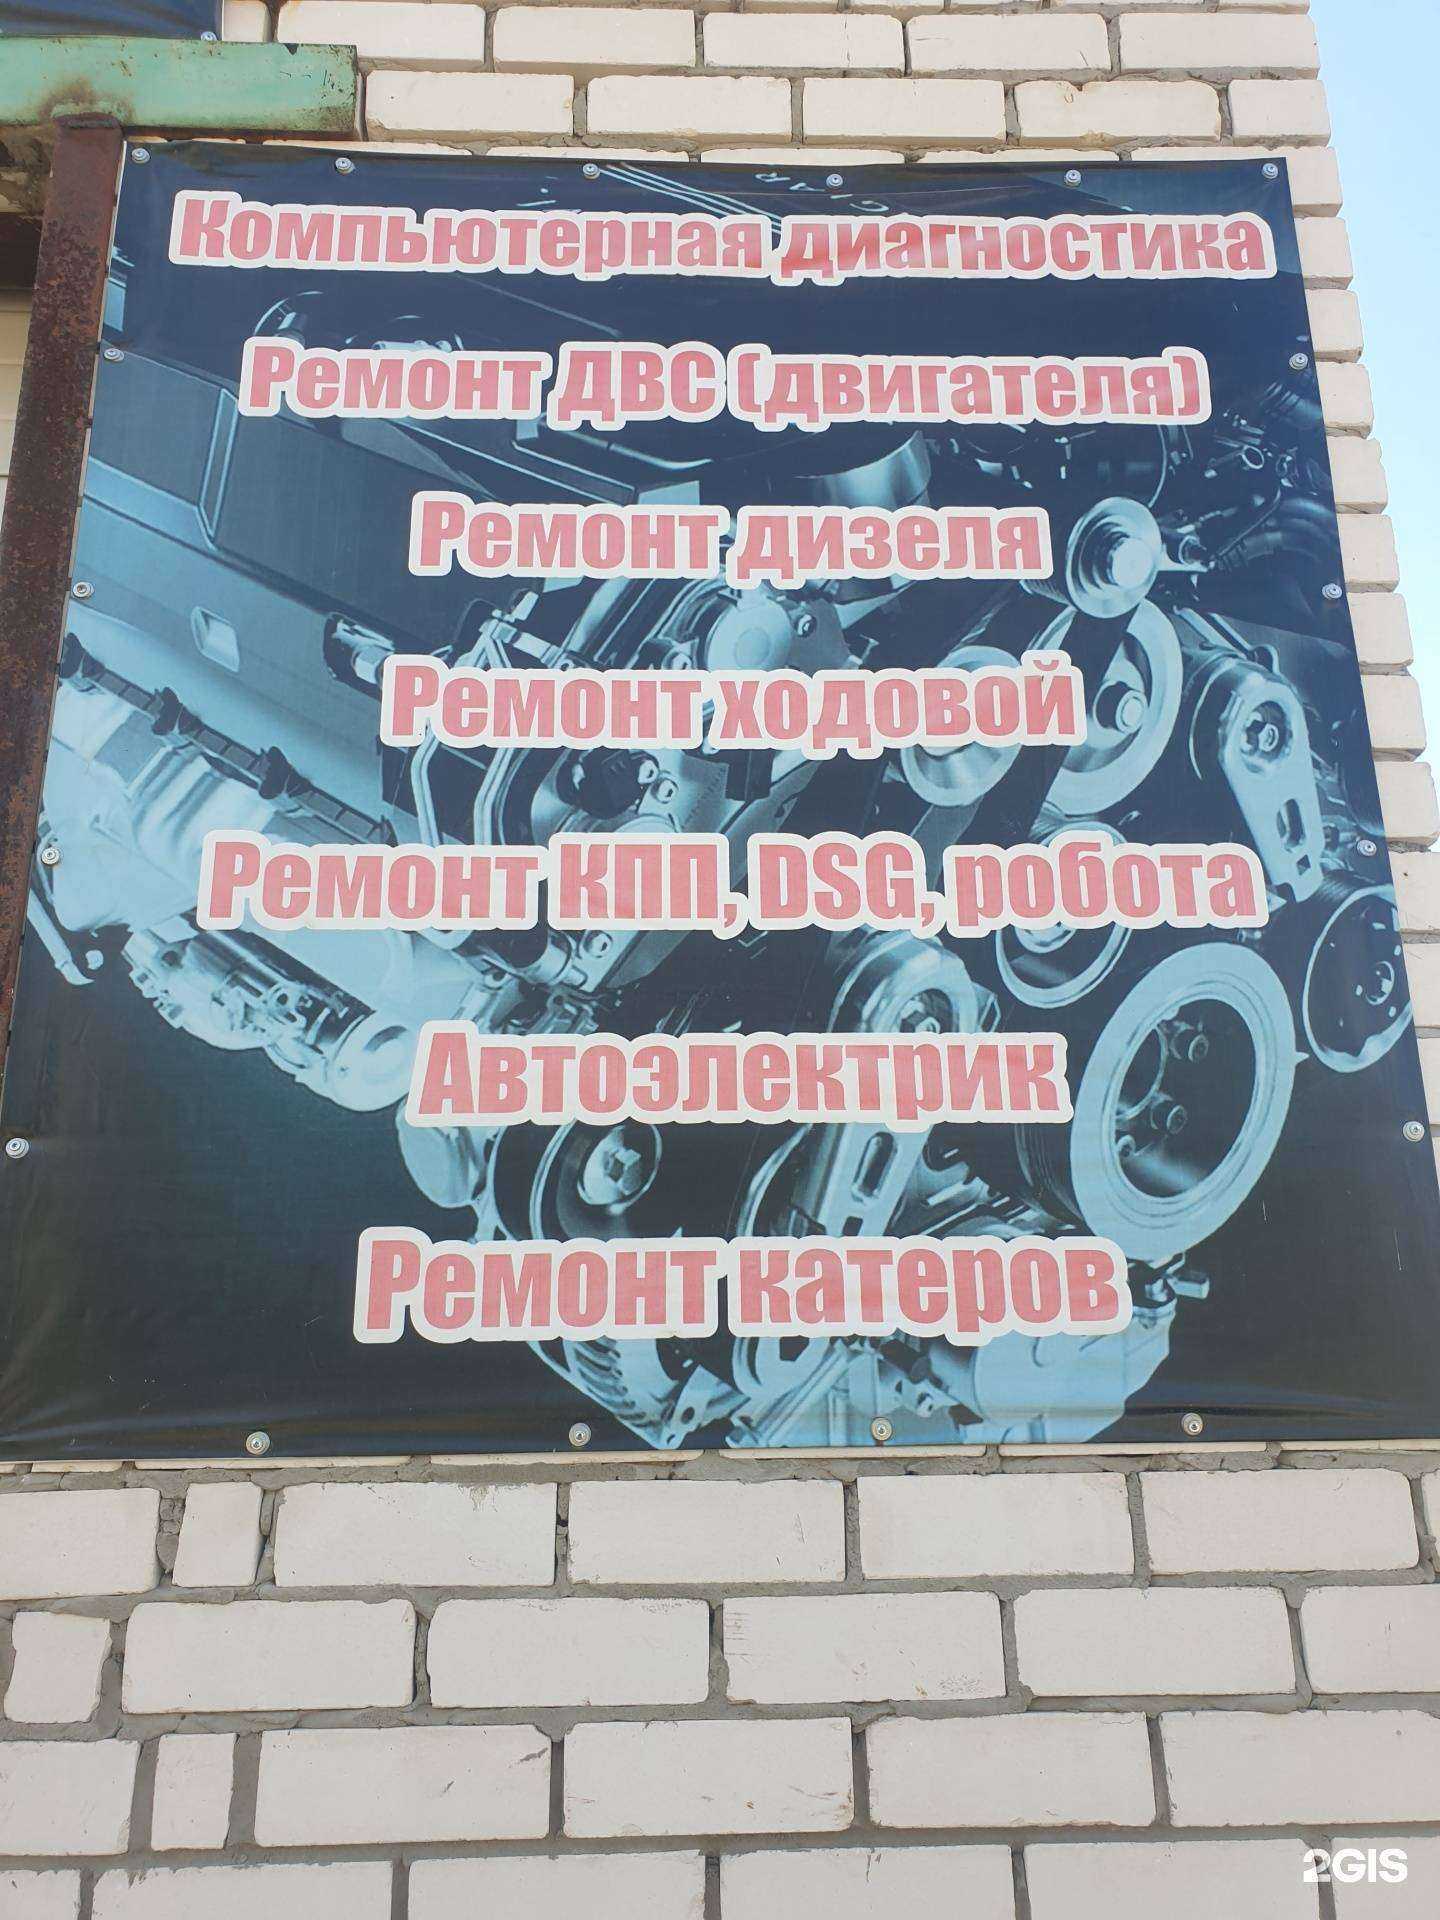 Компьютерная диагностика
Ремонт ДВС (двигателя)
Ремонт дизеля
Ремонт ходовой
Ремонт КПП, DSG, робота
Автоэлектрик
Ремонт катеров
2GIS